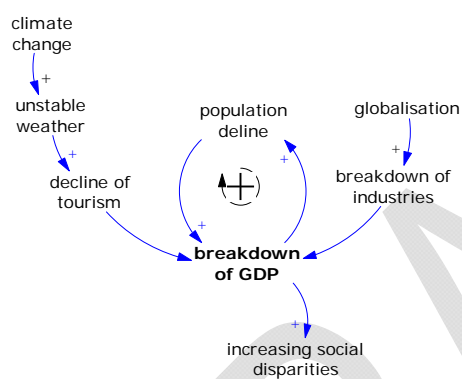 climate
change
+
unstable
weather
+
decline of
tourism
population
deline
+
+
+
globalisation
+
breakdown of
industries
breakdown
of GDP
+
increasing social
disparities